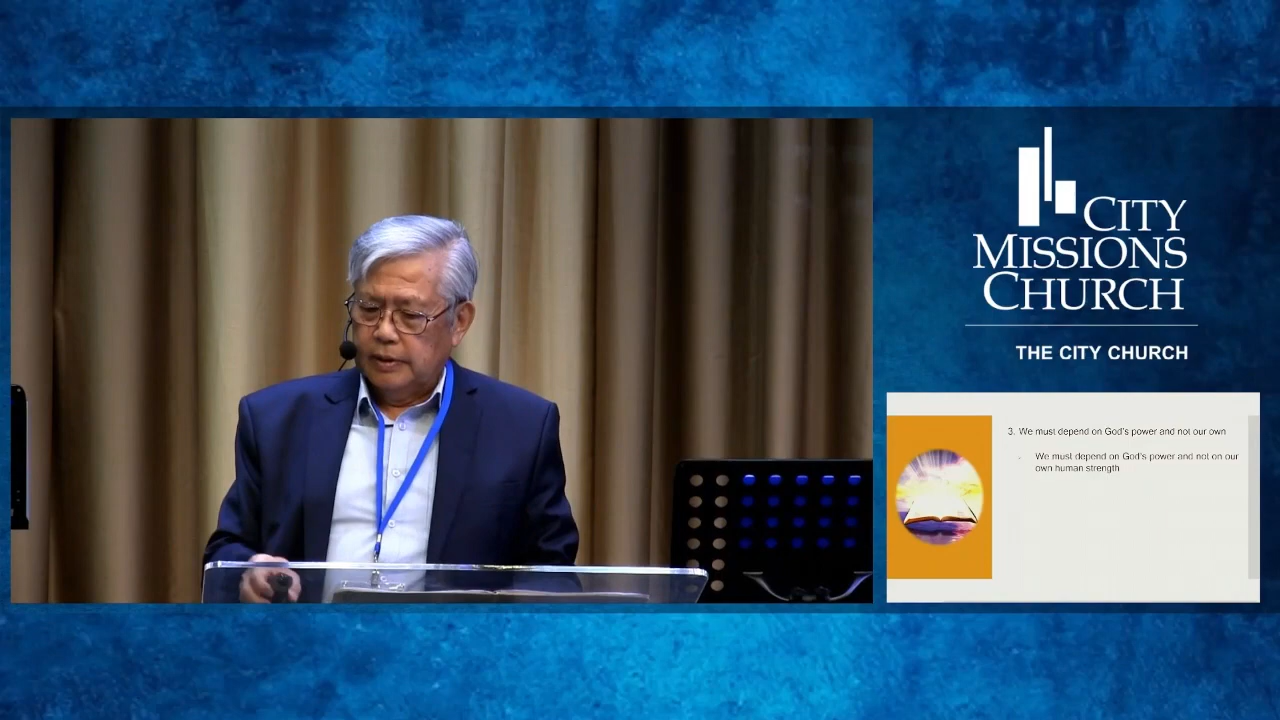 CITY
MISSIONS
CHURCH
THE CITY CHURCH
3. We must depend on God's power and not our own
We must depend on God's power and not on our
own human strength